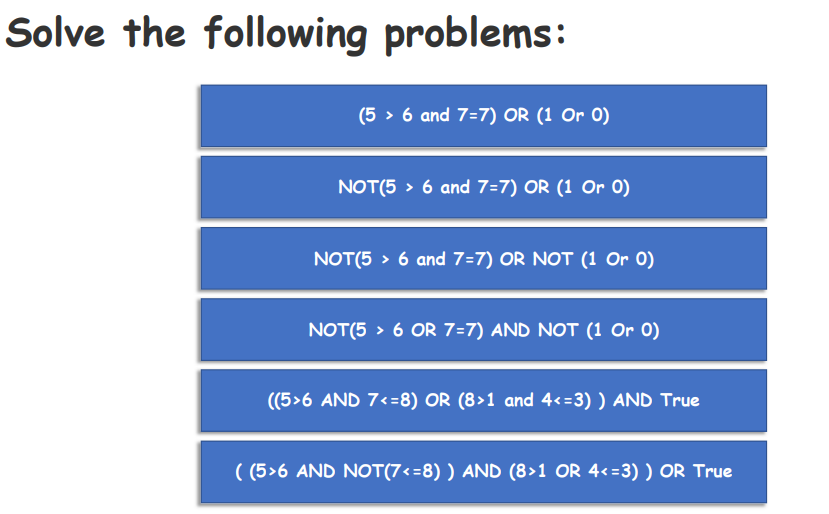 Solve the following problems:
(5 > 6 and 7=7) OR (1 Or 0)
NOT(5 > 6 and 7=7) OR (1 Or 0)
NOT(5 > 6 and 7=7) OR NOT (1 Or 0)
NOT(5 > 6 OR 7=7) AND NOT (1 Or 0)
((5>6 AND 7<=8) OR (8>1 and 4<=3) ) AND True
( (5>6 AND NOT(7<=8) ) AND (8>1 OR 4<=3) ) OR True